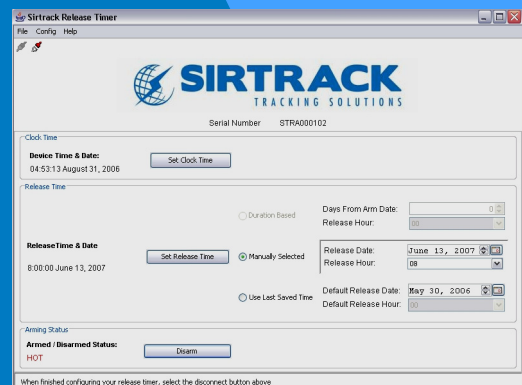 Sirtrack Release Timer
File Config Help
SIRTRACK
TRACKING SOLUTIONS
Serial Number STRA000102
Clock Time
Device Time & Date:
04:53:13 August 31, 2006
Set Clock Time
Release Time
Duration Based
Days From Arm Date: 0
Release Hour: 00
ReleaseTime & Date
8:00:00 June 13, 2007
Set Release Time
Manually Selected
Release Date: June 13, 2007
Release Hour: 08
Use Last Saved Time
Default Release Date: May 30, 2006
Default Release Hour: 00
Arming Status
Armed / Disarmed Status:
HOT
Disarm
When finished configuring your release timer, select the disconnect button above